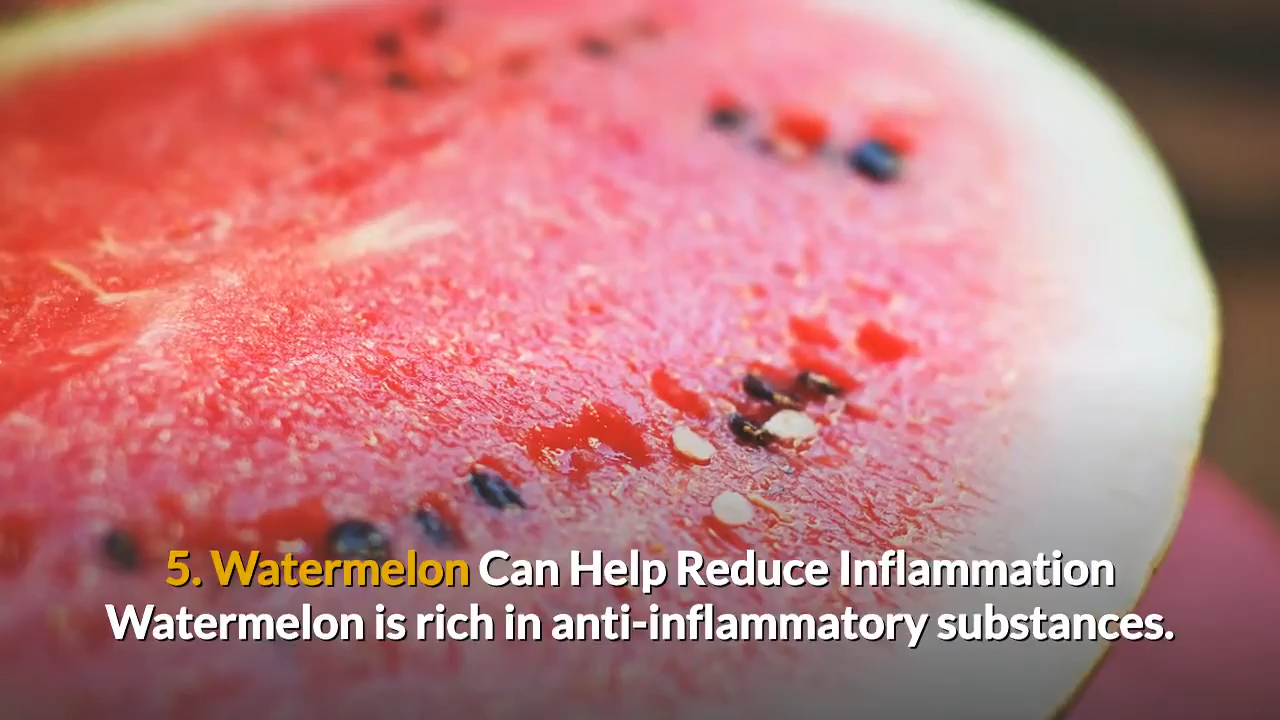 5. Watermelon Can Help Reduce Inflammation
Watermelon is rich in anti-inflammatory substances.